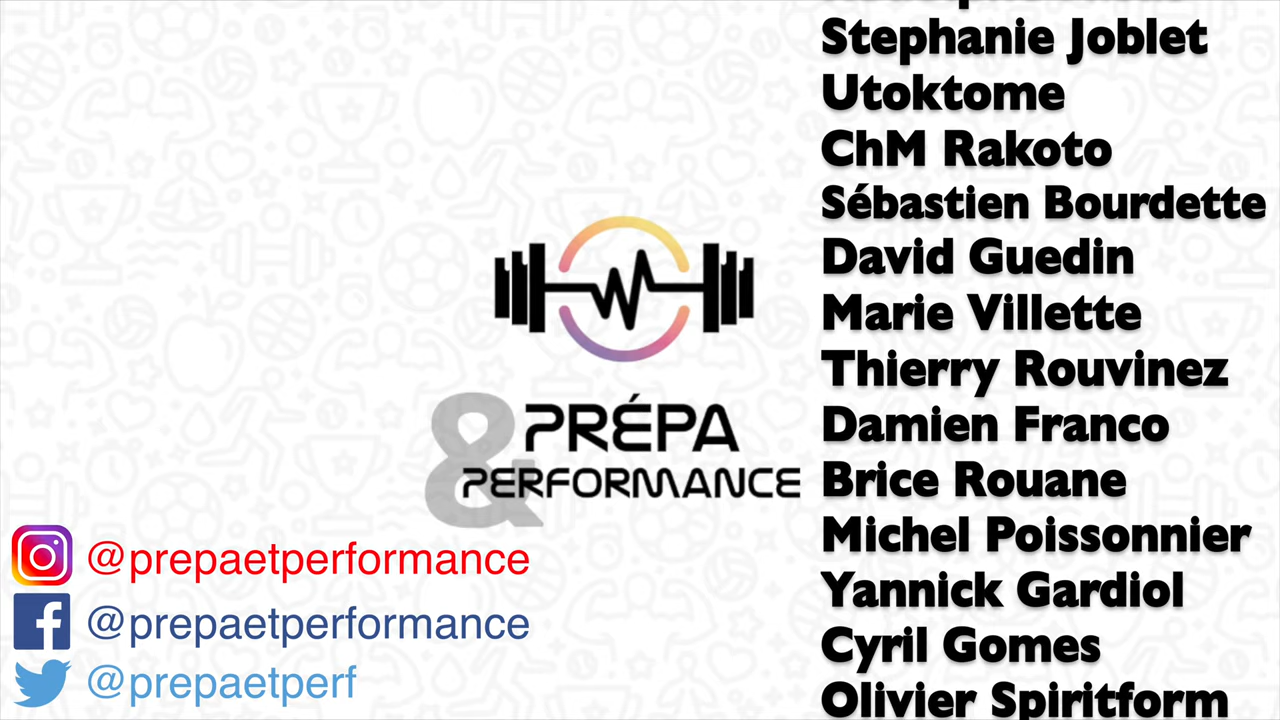 Stephanie Joblet
Utoktome
ChM Rakoto
Sébastien Bourdette
David Guedin
Marie Villette
Thierry Rouvinez
Damien Franco
Brice Rouane
Michel Poissonnier
Yannick Gardiol
Cyril Gomes
Olivier Spiritform
& PRÉPA
PERFORMANCE
@prepaetperformance
@prepaetperformance
@prepaetperf